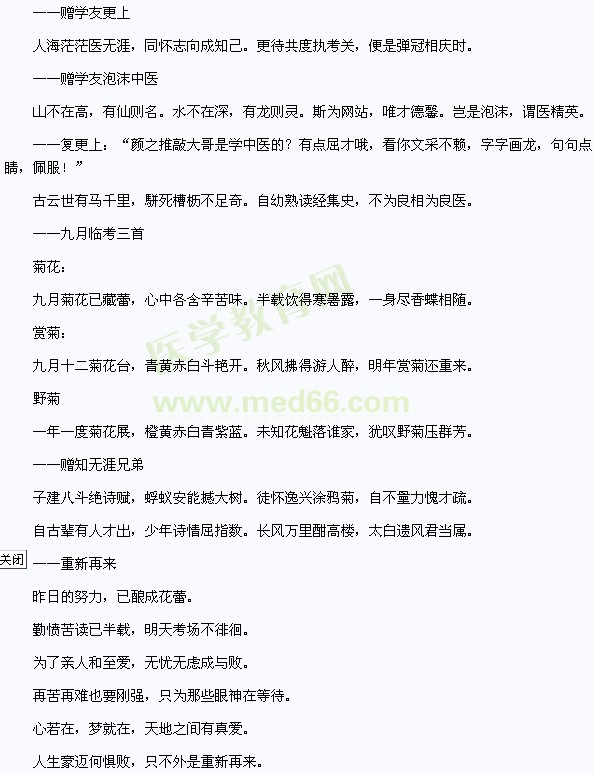 ——赠学友更上
人海茫茫医无涯，同怀志向成知己。更待共度执考关，便是弹冠相庆时。
——赠学友泡沫中医
山不在高，有仙则名。水不在深，有龙则灵。斯为网站，唯才德馨。岂是泡沫，谓医精英。
——复更上：“颜之推敲大哥是学中医的？有点屈才哦，看你文采不赖，字字画龙，句句点
睛，佩服！”
古云世有马千里，骈死槽枥不足奇。自幼熟读经集史，不为良相为良医。
——九月临考三首
菊花：
九月菊花已藏蕾，心中各含辛苦味。半载饮得寒暑露，一身尽香蝶相随。
医学教育网
赏菊：
九月十二菊花台，青黄赤白斗艳开。秋风拂得游人醉，明年赏菊还重来。
野菊
www.med66.com
一年一度菊花展，橙黄赤白青紫蓝。未知花魁落谁家，犹叹野菊压群芳。
——赠知无涯兄弟
子建八斗绝诗赋，蜉蚁安能撼大树。徒怀逸兴涂鸦菊，自不量力愧才疏。
自古辈有人才出，少年诗情屈指数。长风万里酣高楼，太白遗风君当属。
关闭
——重新再来
昨日的努力，已酿成花蕾。
勤愤苦读已半载，明天考场不徘徊。
为了亲人和至爱，无忧无虑成与败。
再苦再难也要刚强，只为那些眼神在等待。
心若在，梦就在，天地之间有真爱。
人生豪迈何惧败，只不外是重新再来。